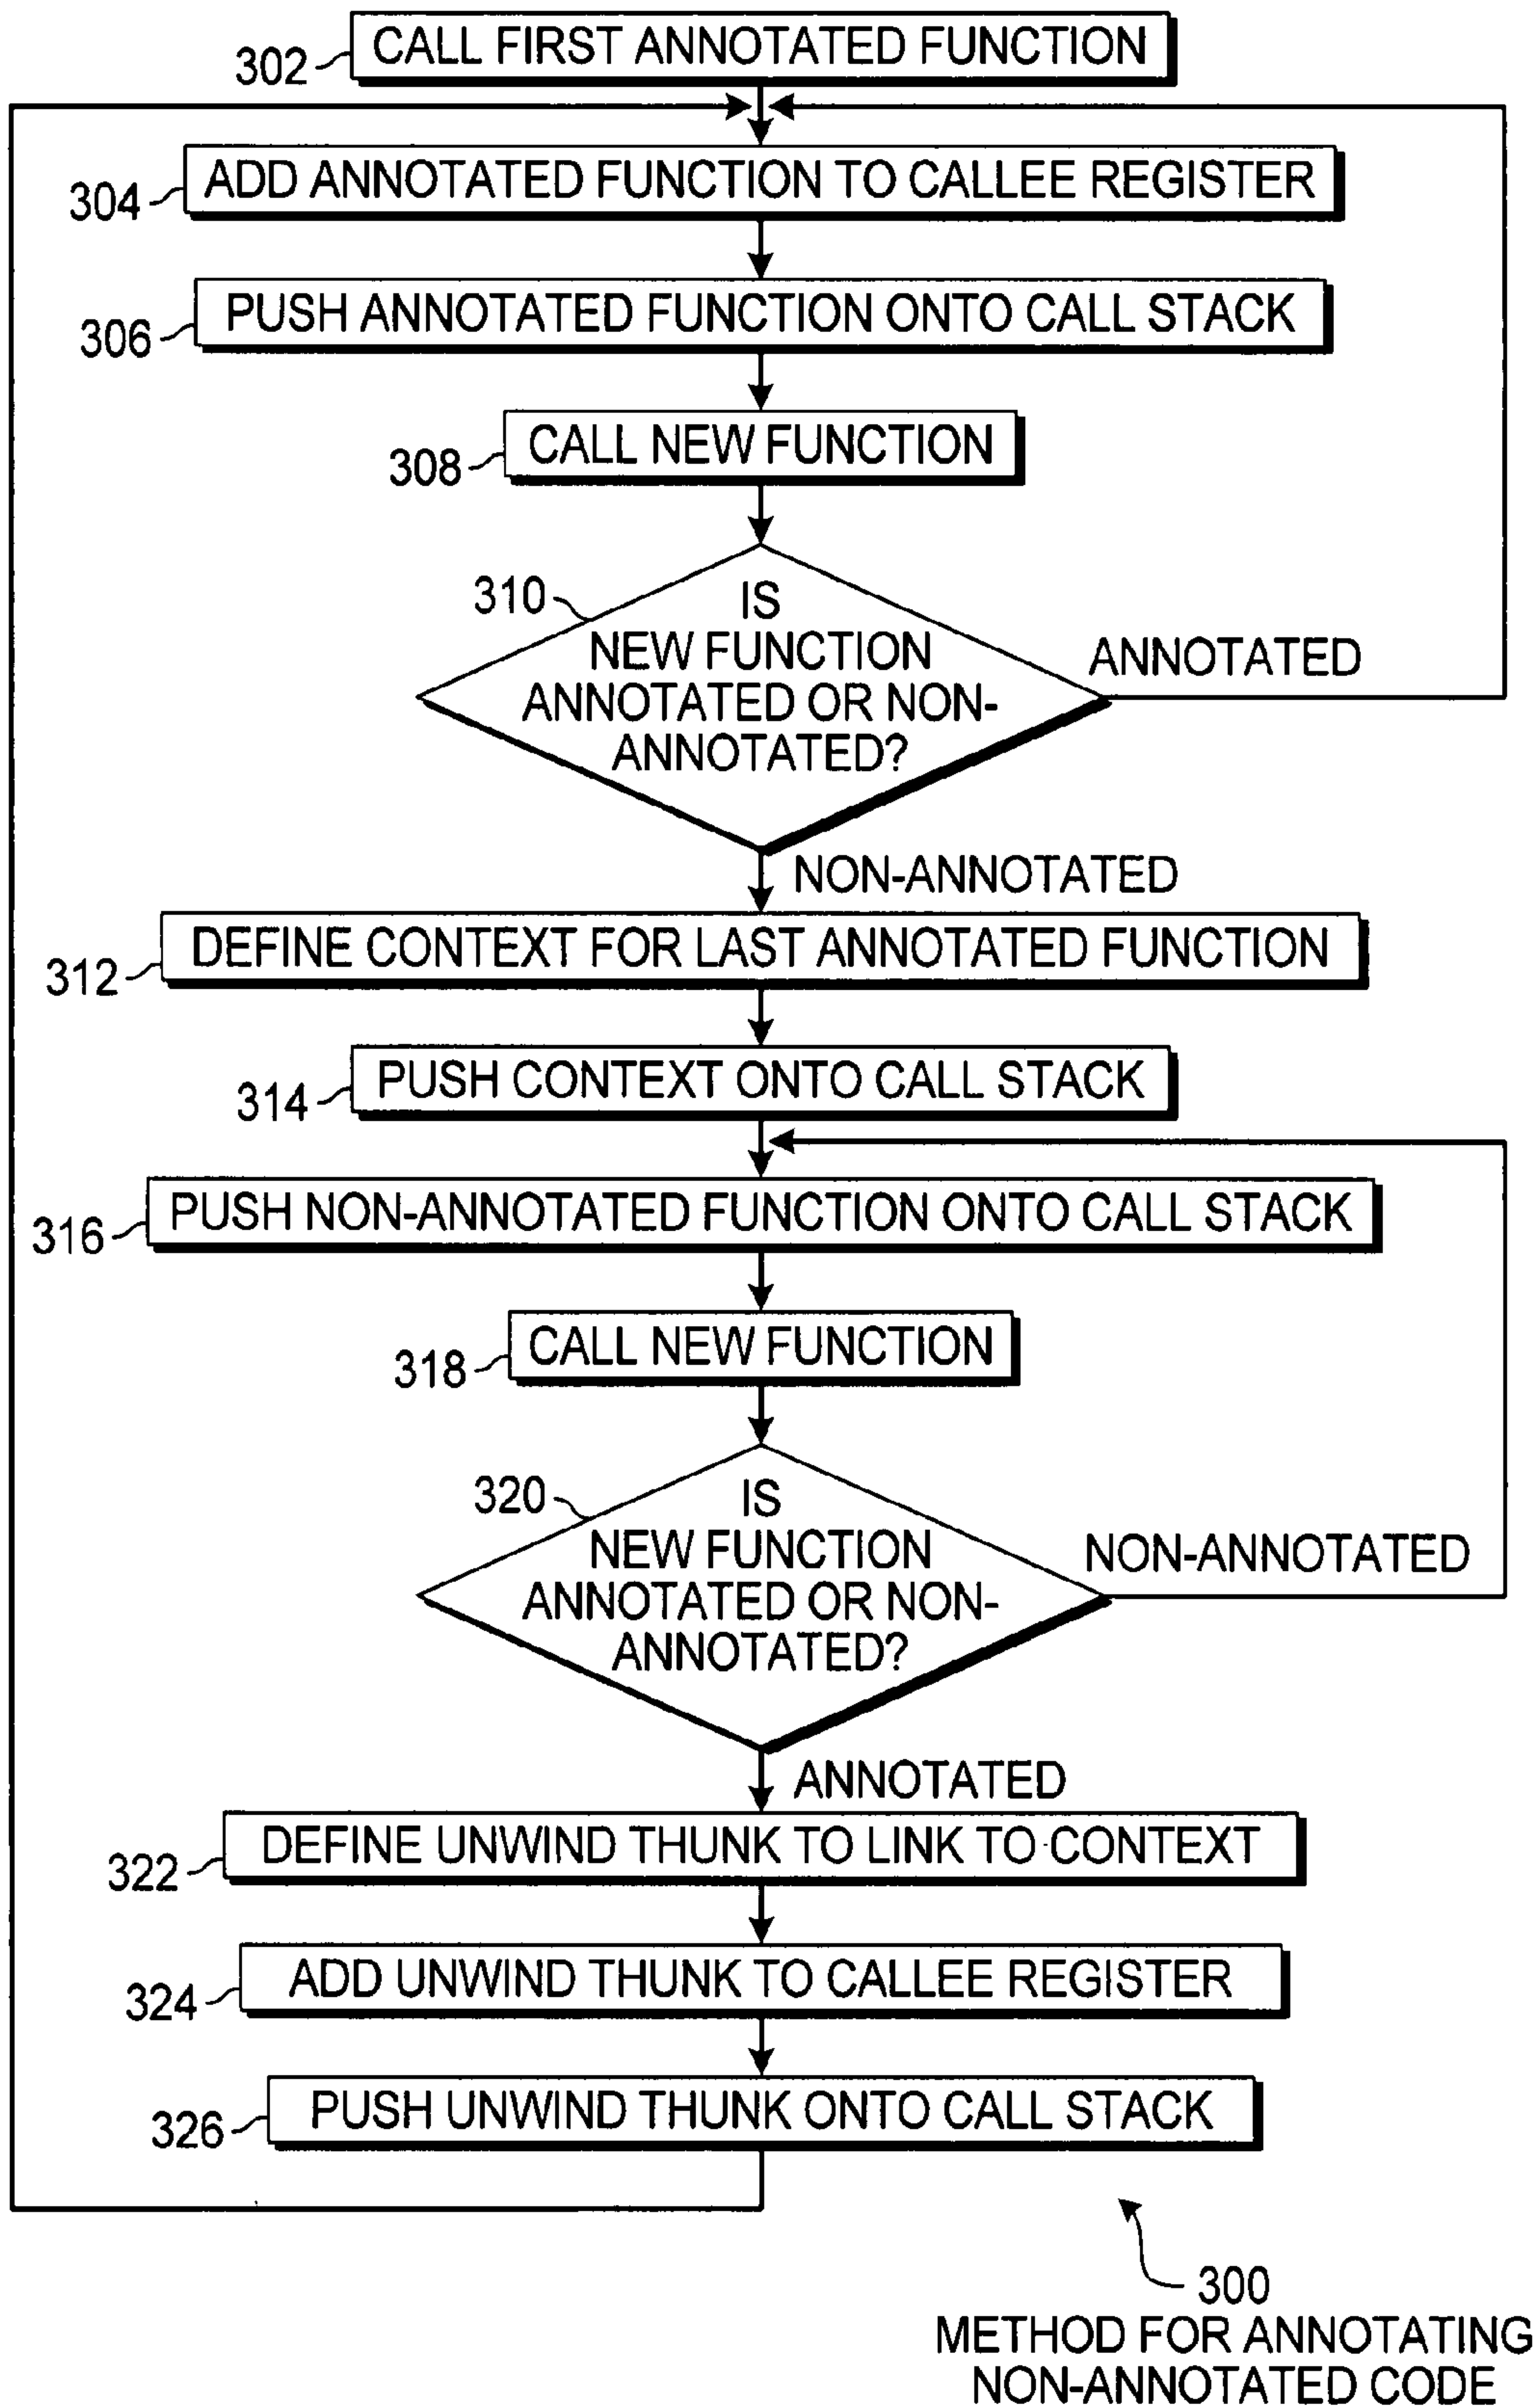 302
CALL FIRST ANNOTATED FUNCTION
304
ADD ANNOTATED FUNCTION TO CALLEE REGISTER
306
PUSH ANNOTATED FUNCTION ONTO CALL STACK
308
CALL NEW FUNCTION
310
IS
NEW FUNCTION
ANNOTATED OR NON-
ANNOTATED?
ANNOTATED
NON-ANNOTATED
312
DEFINE CONTEXT FOR LAST ANNOTATED FUNCTION
314
PUSH CONTEXT ONTO CALL STACK
316
PUSH NON-ANNOTATED FUNCTION ONTO CALL STACK
318
CALL NEW FUNCTION
320
IS
NEW FUNCTION
ANNOTATED OR NON-
ANNOTATED?
NON-ANNOTATED
ANNOTATED
322
DEFINE UNWIND THUNK TO LINK TO CONTEXT
324
ADD UNWIND THUNK TO CALLEE REGISTER
326
PUSH UNWIND THUNK ONTO CALL STACK
300
METHOD FOR ANNOTATING
NON-ANNOTATED CODE